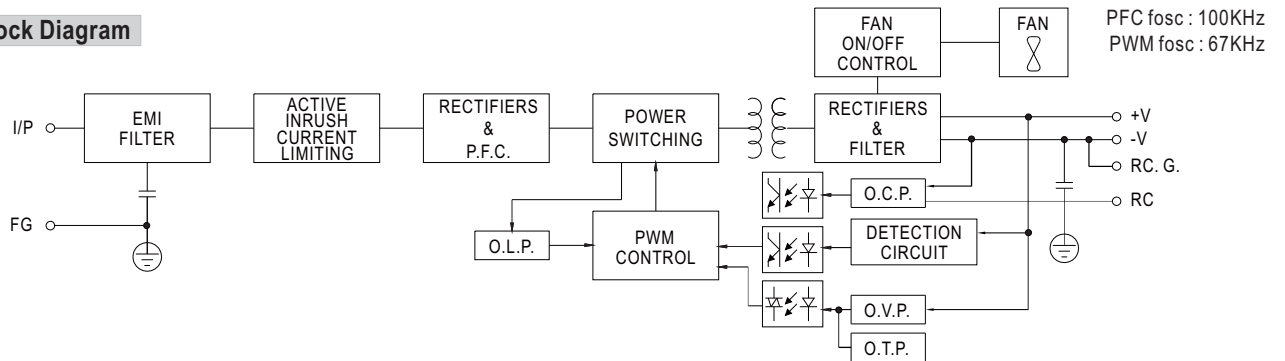 ock Diagram
PFC fosc : 100KHz
PWM fosc : 67KHz
FAN
ON/OFF
CONTROL
FAN
I/P
EMI
FILTER
ACTIVE
INRUSH
CURRENT
LIMITING
RECTIFIERS
&
P.F.C.
POWER
SWITCHING
RECTIFIERS
&
FILTER
+V
-V
RC. G.
RC
FG
O.L.P.
PWM
CONTROL
O.C.P.
DETECTION
CIRCUIT
O.V.P.
O.T.P.